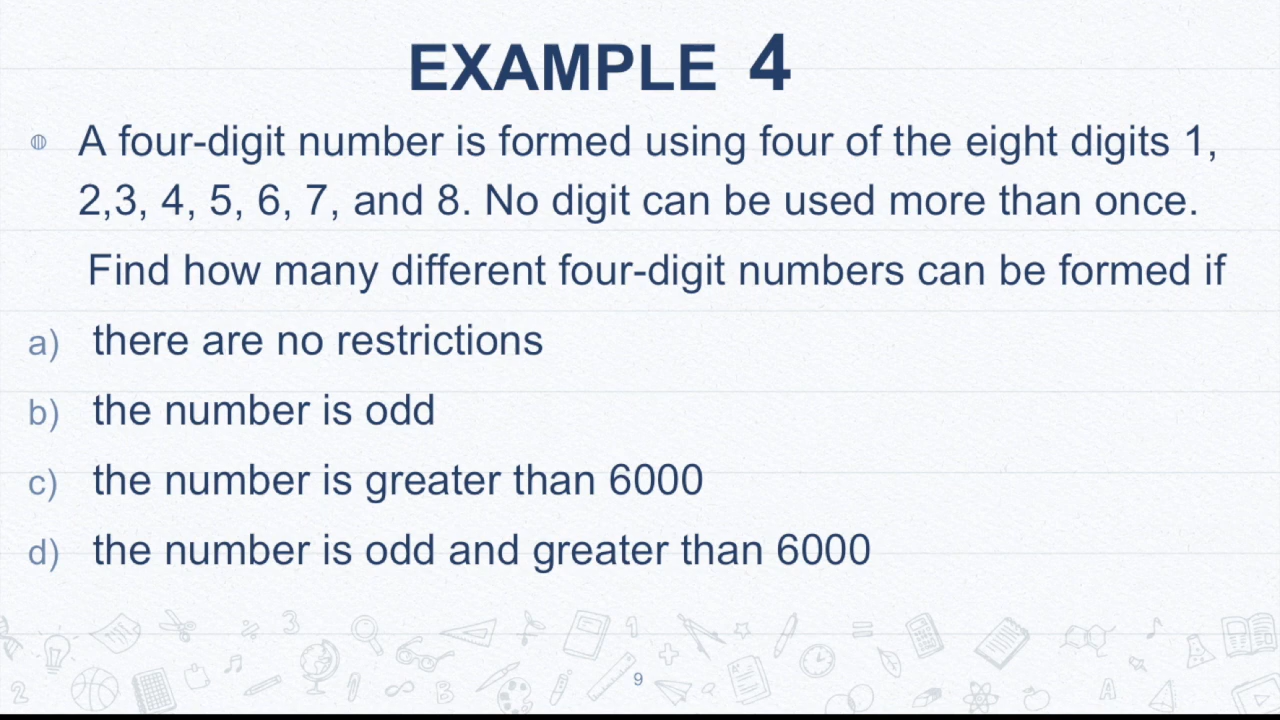 EXAMPLE 4
A four-digit number is formed using four of the eight digits 1,
2,3, 4, 5, 6, 7, and 8. No digit can be used more than once.
Find how many different four-digit numbers can be formed if
a) there are no restrictions
b) the number is odd
c) the number is greater than 6000
d) the number is odd and greater than 6000
9